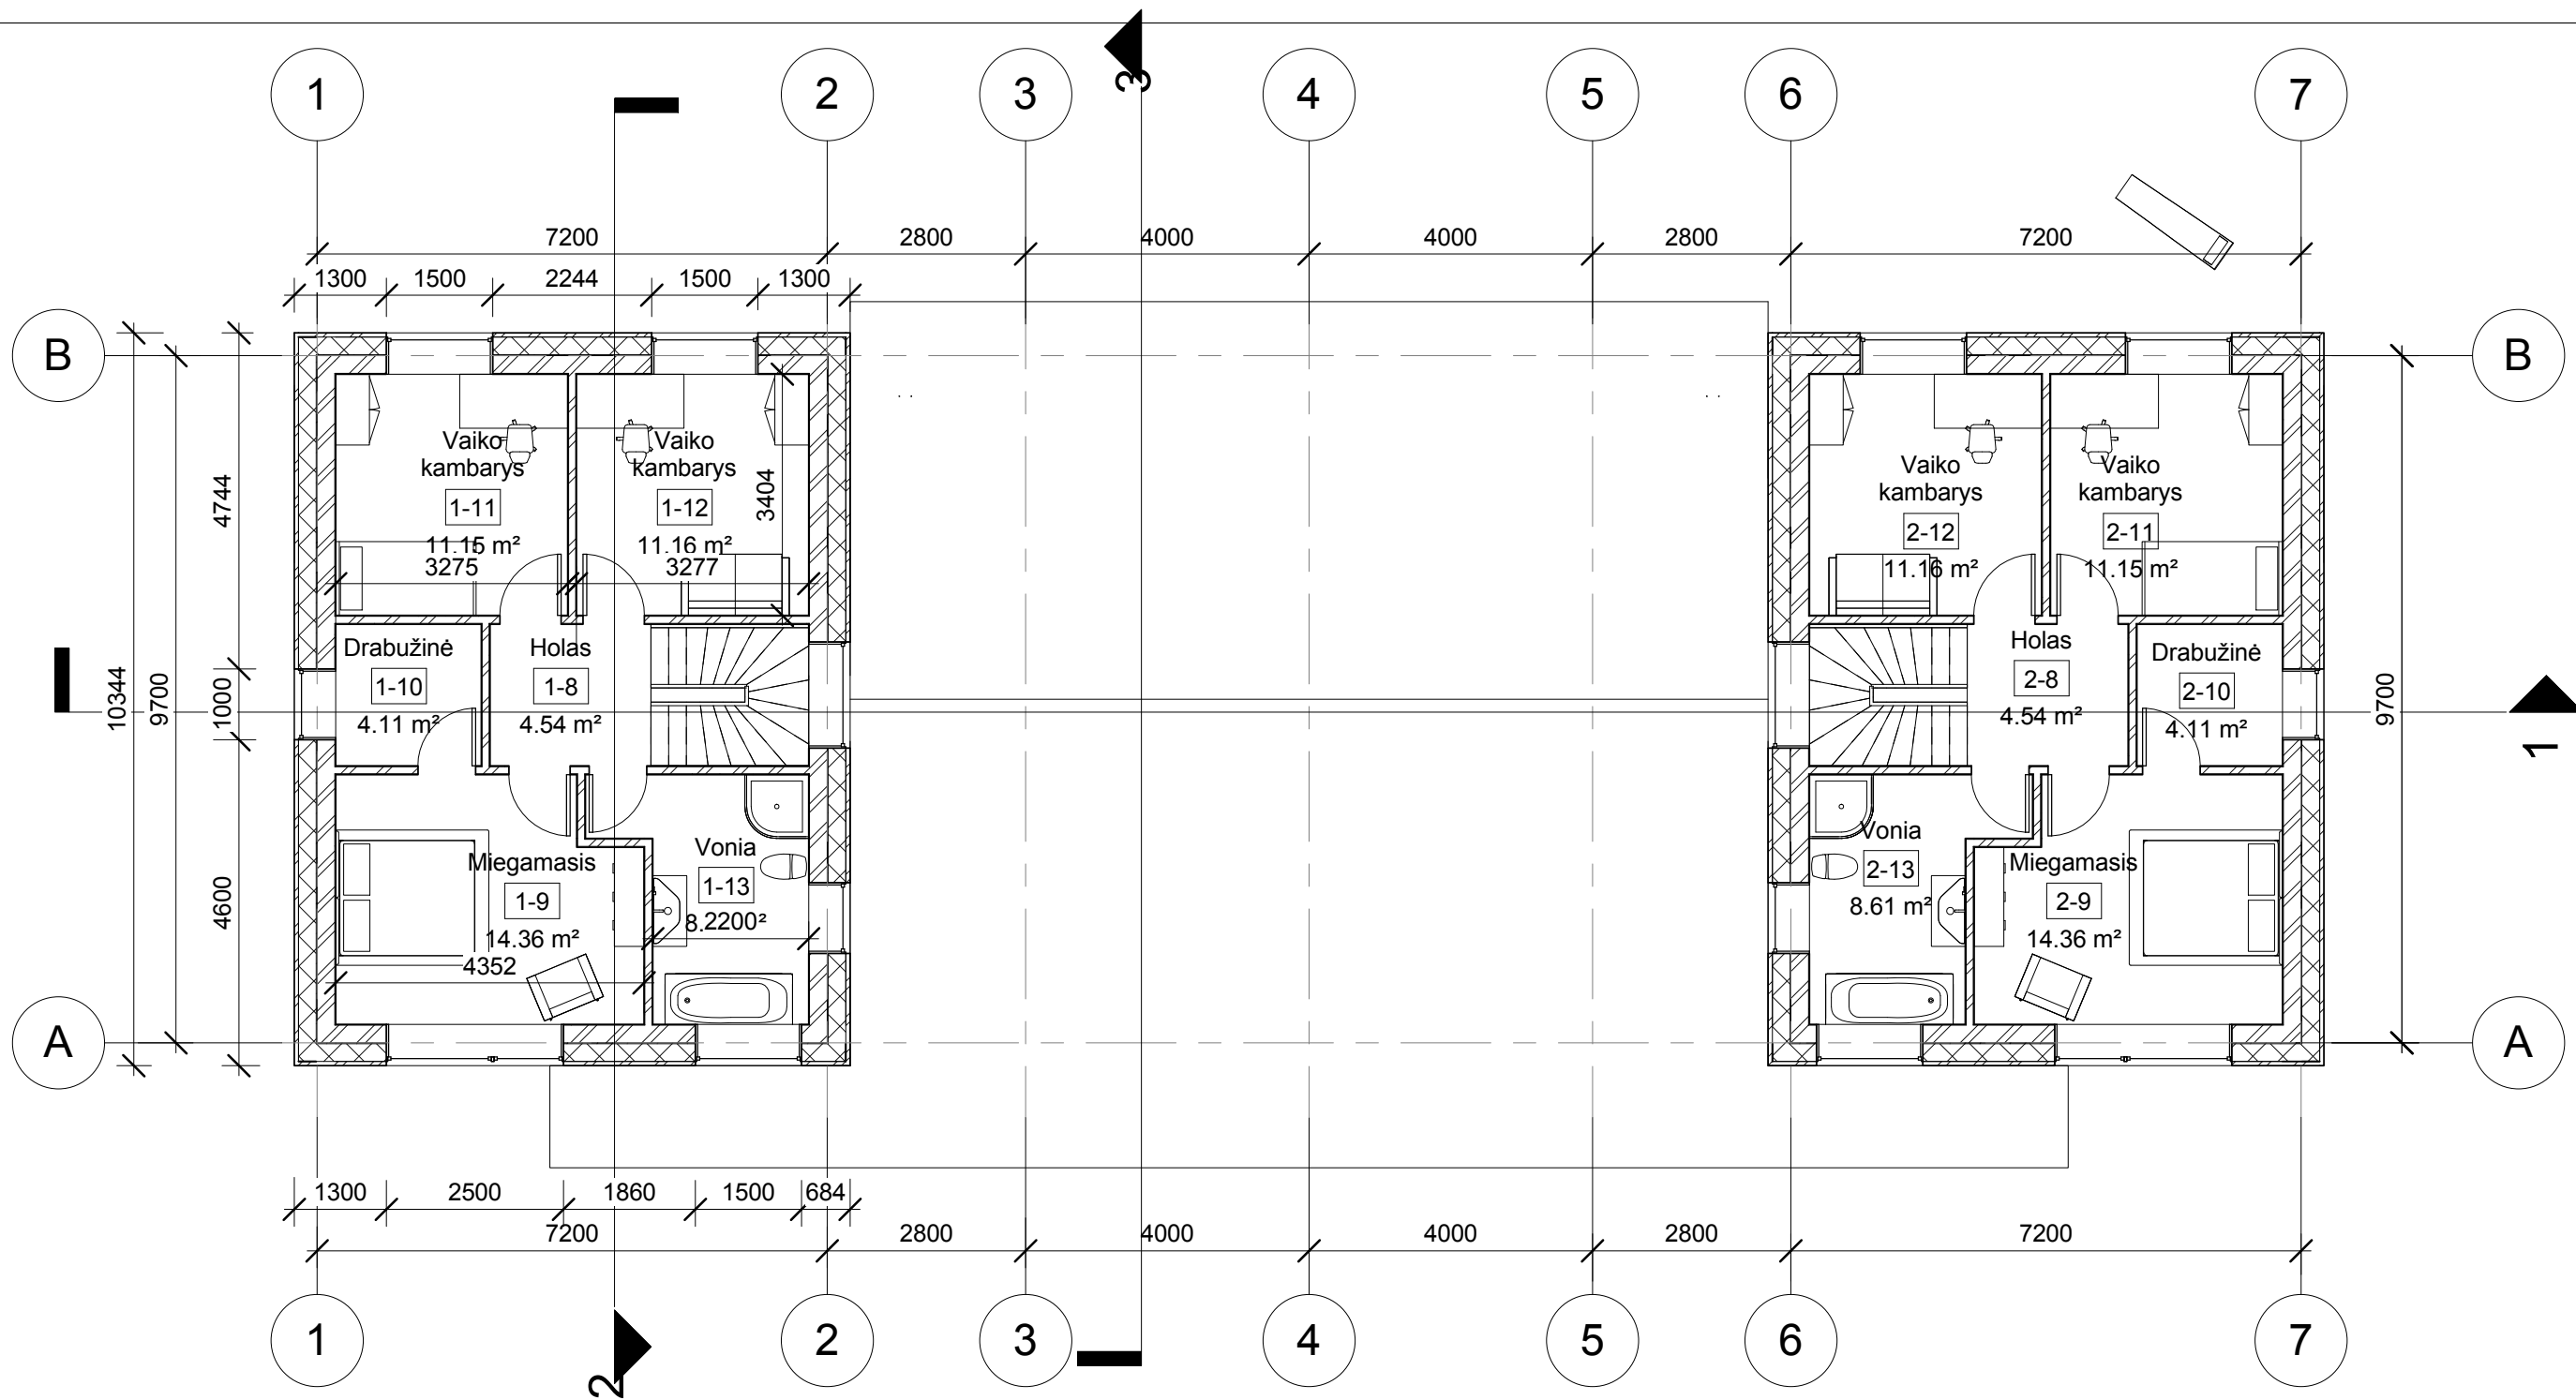 3
1 2 3 4 5 6 7
7200 2800 4000 4000 2800 7200
1300 1500 2244 1500 1300
B B
Vaiko
kambarys
1-11
11.15 m²
3275
Vaiko
kambarys
1-12
11.16 m²
3277
3404
Vaiko
kambarys
2-12
11.16 m²
Vaiko
kambarys
2-11
11.15 m²
4744
1000
4600
10344
9700
9700
Drabužinė
1-10
4.11 m²
Holas
1-8
4.54 m²
Holas
2-8
4.54 m²
Drabužinė
2-10
4.11 m²
1
Miegamasis
1-9
14.36 m²
4352
Vonia
1-13
8.2200²
Vonia
2-13
8.61 m²
Miegamasis
2-9
14.36 m²
A A
1300 2500 1860 1500 684
7200 2800 4000 4000 2800 7200
1 2 3 4 5 6 7
2